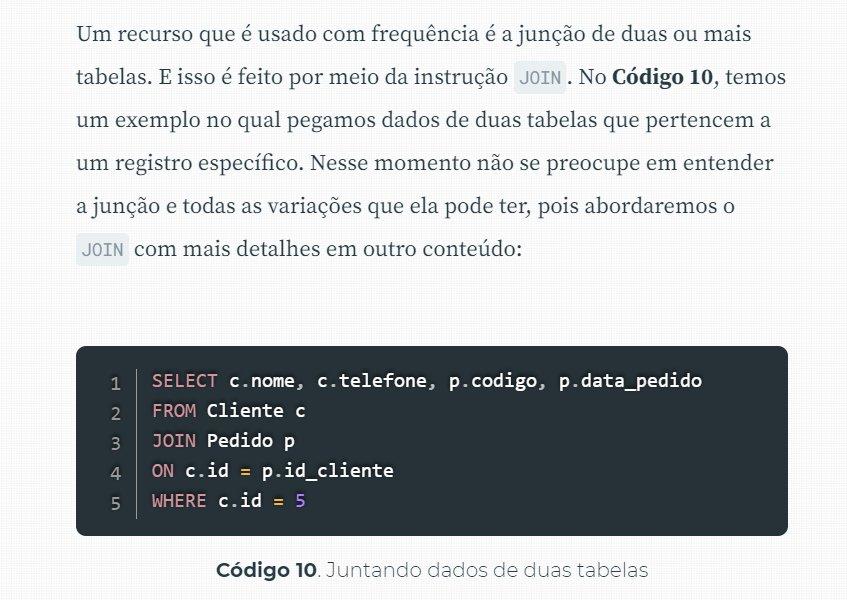 Um recurso que é usado com frequência é a junção de duas ou mais
tabelas. E isso é feito por meio da instrução JOIN. No Código 10, temos
um exemplo no qual pegamos dados de duas tabelas que pertencem a
um registro específico. Nesse momento não se preocupe em entender
a junção e todas as variações que ela pode ter, pois abordaremos o
JOIN com mais detalhes em outro conteúdo:
1 SELECT c.nome, c.telefone, p.codigo, p.data_pedido
2 FROM Cliente c
3 JOIN Pedido p
4 ON c.id = p.id_cliente
5 WHERE c.id = 5
Código 10. Juntando dados de duas tabelas